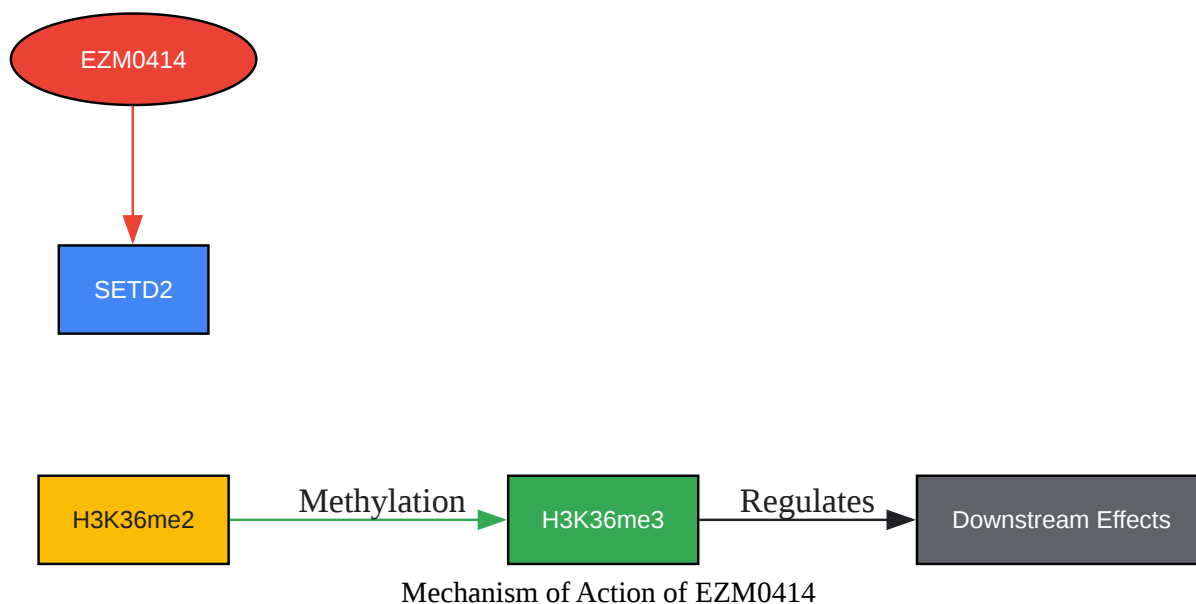 EZM0414
SETD2
H3K36me2
Methylation
H3K36me3
Regulates
Downstream Effects
Mechanism of Action of EZM0414